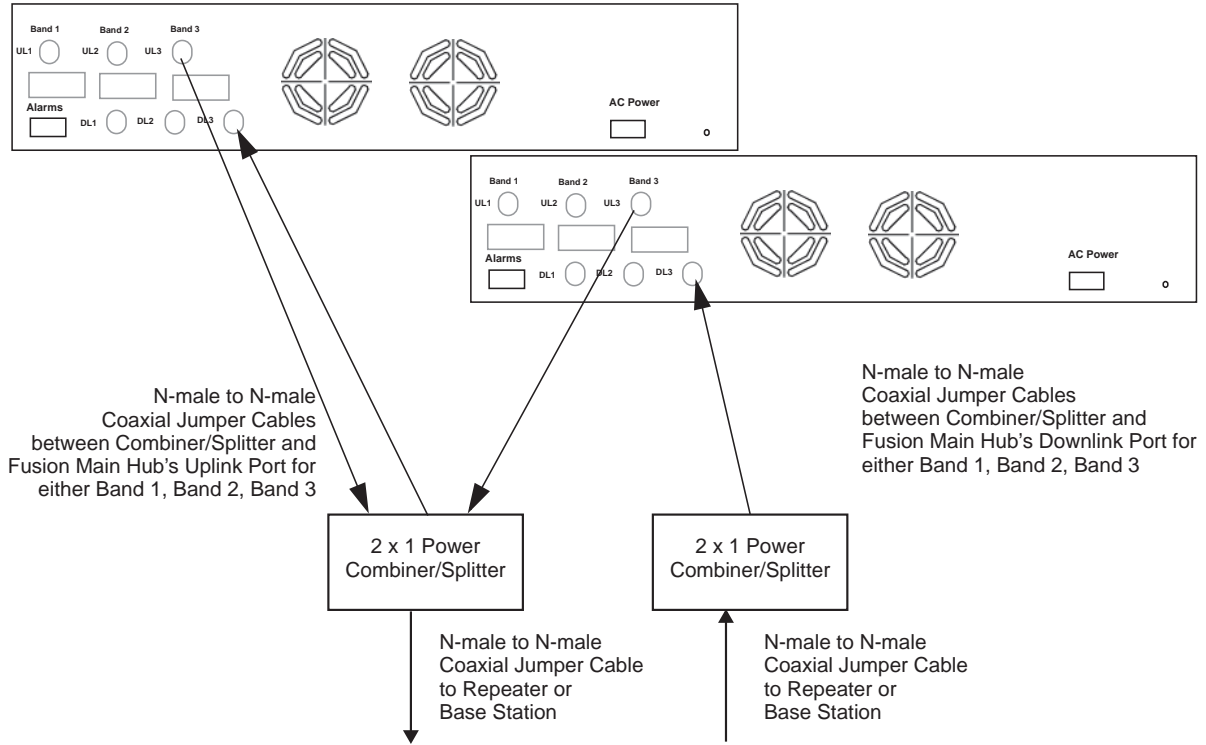 Band 1 Band 2 Band 3
UL1 UL2 UL3
Alarms
DL1 DL2 DL3
AC Power
Band 1 Band 2 Band 3
UL1 UL2 UL3
Alarms
DL1 DL2 DL3
AC Power
N-male to N-male
Coaxial Jumper Cables
between Combiner/Splitter and
Fusion Main Hub's Uplink Port for
either Band 1, Band 2, Band 3
N-male to N-male
Coaxial Jumper Cables
between Combiner/Splitter and
Fusion Main Hub's Downlink Port for
either Band 1, Band 2, Band 3
2 x 1 Power
Combiner/Splitter
2 x 1 Power
Combiner/Splitter
N-male to N-male
Coaxial Jumper Cable
to Repeater or
Base Station
N-male to N-male
Coaxial Jumper Cable
to Repeater or
Base Station